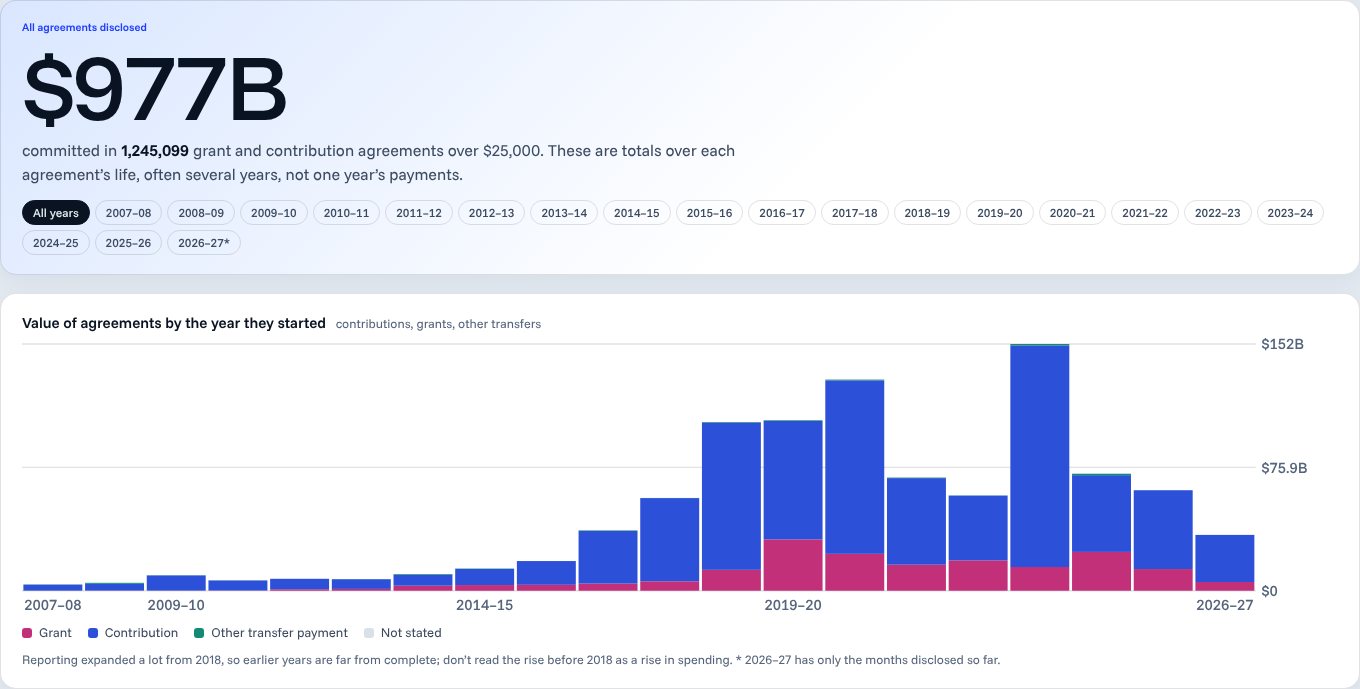 All agreements disclosed
$977B
committed in 1,245,099 grant and contribution agreements over $25,000. These are totals over each
agreement's life, often several years, not one year's payments.
All years 2007–08 2008–09 2009–10 2010–11 2011–12 2012–13 2013–14 2014–15 2015–16 2016–17 2017–18 2018–19 2019–20 2020–21 2021–22 2022–23 2023–24
2024–25 2025–26 2026–27*
Value of agreements by the year they started contributions, grants, other transfers
$152B
$75.9B
$0
2007–08 2009–10 2014–15 2019–20 2026–27
Grant Contribution Other transfer payment Not stated
Reporting expanded a lot from 2018, so earlier years are far from complete; don't read the rise before 2018 as a rise in spending. * 2026–27 has only the months disclosed so far.